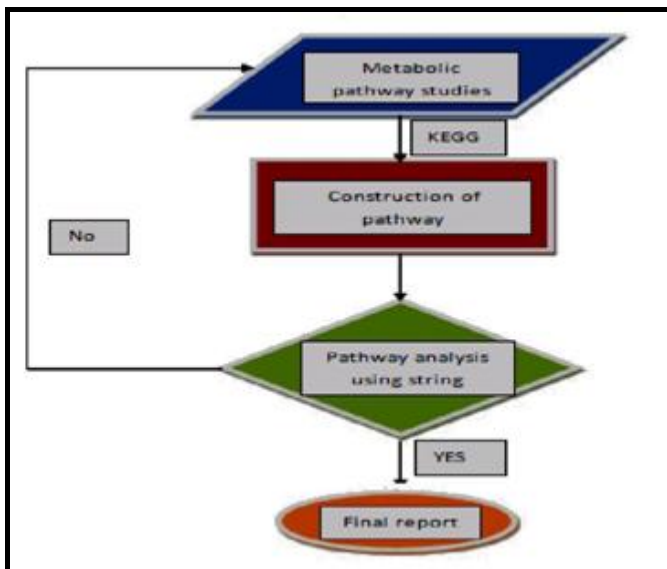 Metabolic
pathway studies
KEGG
Construction of
pathway
No
Pathway analysis
using string
YES
Final report